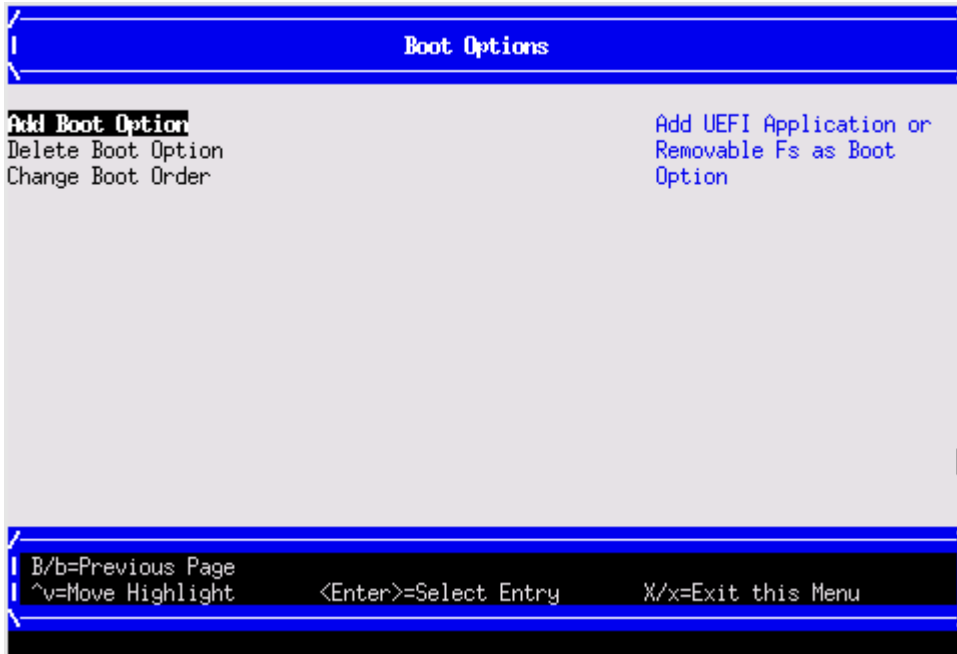 Boot Options
Add Boot Option
Delete Boot Option
Change Boot Order
Add UEFI Application or
Removable Fs as Boot
Option
B/b=Previous Page
^v=Move Highlight <Enter>=Select Entry X/x=Exit this Menu